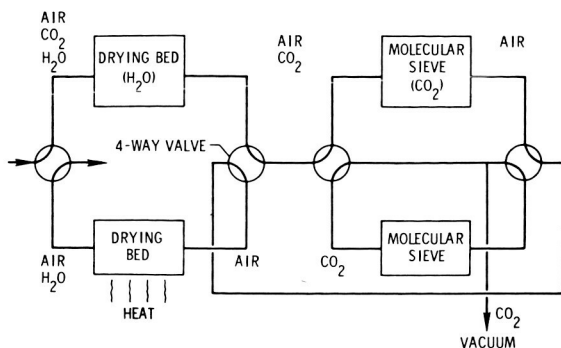 AIR
CO2
H2O
DRYING BED
(H2O)
AIR
CO2
MOLECULAR
SIEVE
(CO2)
AIR
4-WAY VALVE
AIR
H2O
DRYING
BED
AIR
CO2
MOLECULAR
SIEVE
HEAT
CO2
VACUUM